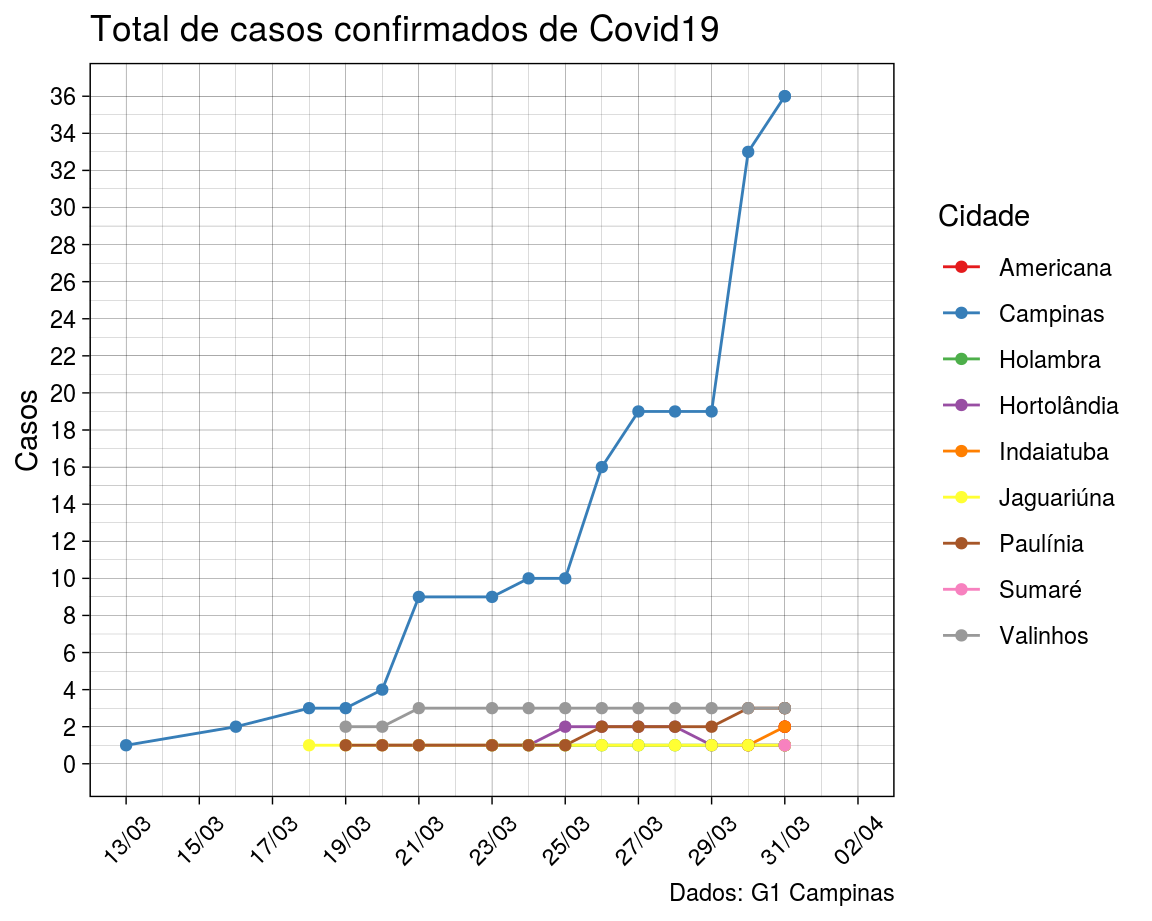 Total de casos confirmados de Covid19
Casos
36
34
32
30
28
26
24
22
20
18
16
14
12
10
8
6
4
2
0
13/03
15/03
17/03
19/03
21/03
23/03
25/03
27/03
29/03
31/03
02/04
Cidade
Americana
Campinas
Holambra
Hortolândia
Indaiatuba
Jaguariúna
Paulínia
Sumaré
Valinhos
Dados: G1 Campinas